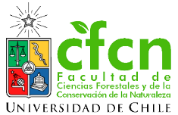 cfcn
Facultad de
Ciencias Forestales y de la
Conservación de la Naturaleza
UNIVERSIDAD DE CHILE